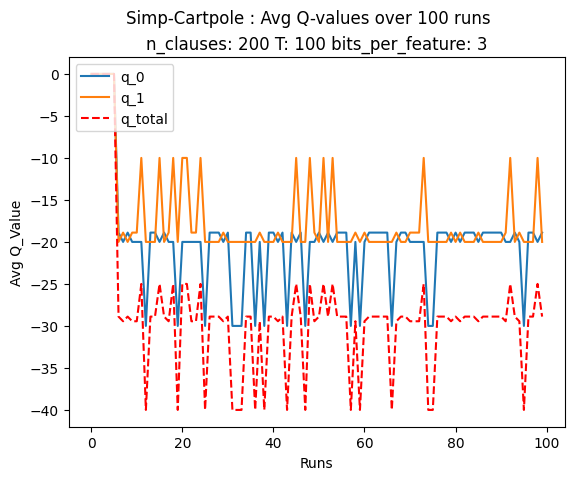 Simp-Cartpole : Avg Q-values over 100 runs
n_clauses: 200 T: 100 bits_per_feature: 3
q_0
q_1
q_total
Avg Q_Value
0
−5
−10
−15
−20
−25
−30
−35
−40
0
20
40
60
80
100
Runs